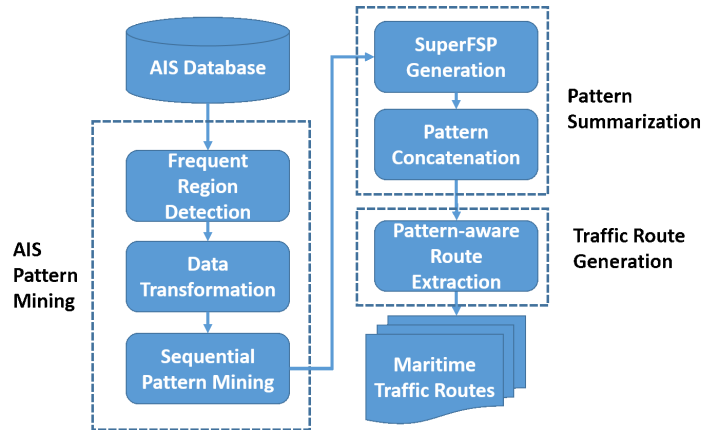 AIS Database
Frequent
Region
Detection
Data
Transformation
Sequential
Pattern Mining
AIS
Pattern
Mining
SuperFSP
Generation
Pattern
Concatenation
Pattern
Summarization
Pattern-aware
Route
Extraction
Traffic Route
Generation
Maritime
Traffic Routes